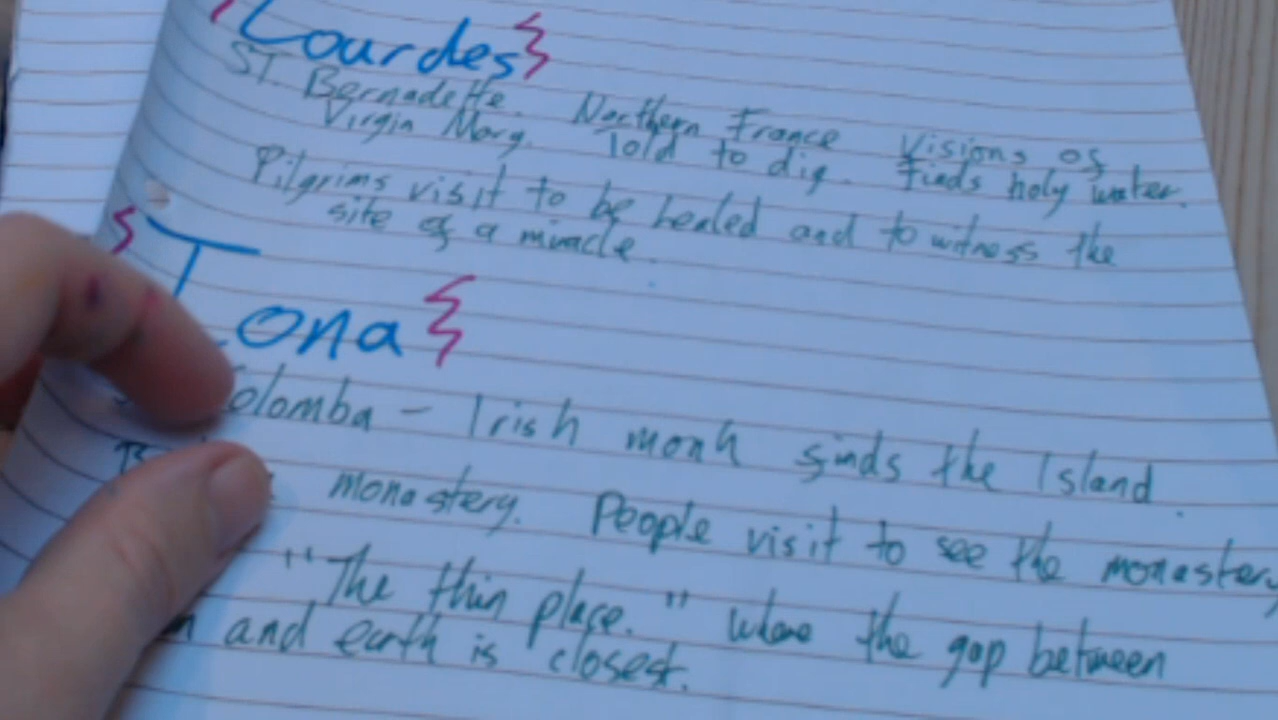 Lourdes
St. Bernadette. Northern France Visions of
Virgin Mary. Told to dig. Finds holy water.
Pilgrims visit to be healed and to witness the
site of a miracle.
Iona
Colomba - Irish monk finds the Island.
monastery. People visit to see the monastery
"The thin place." where the gap between
and earth is closest.